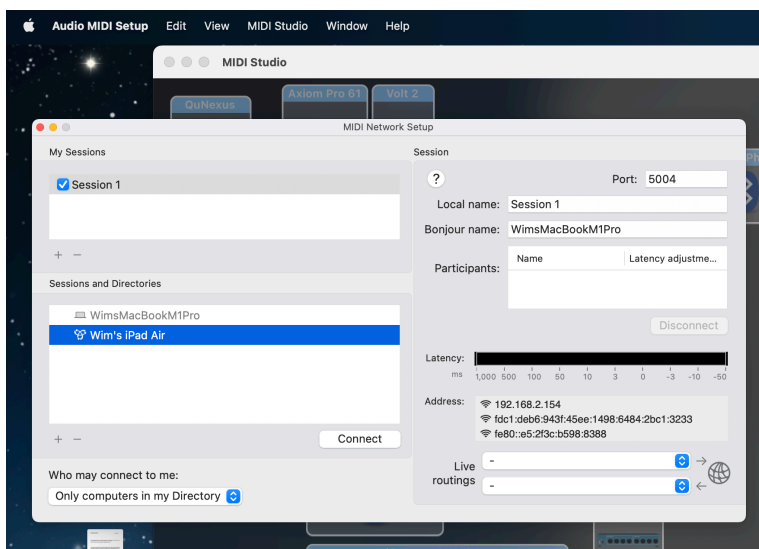 Audio MIDI Setup Edit View MIDI Studio Window Help
MIDI Studio
QuNexus
Axiom Pro 61
Volt 2
MIDI Network Setup
My Sessions
Session 1
+ −
Sessions and Directories
WimsMacBookM1Pro
Wim's iPad Air
+ −
Connect
Who may connect to me:
Only computers in my Directory
Session
?
Port: 5004
Local name: Session 1
Bonjour name: WimsMacBookM1Pro
Participants:
Name Latency adjustme...
Disconnect
Latency:
ms 1,000 500 100 50 10 3 0 -3 -10 -50
Address:
192.168.2.154
fdc1:deb6:943f:45ee:1498:6484:2bc1:3233
fe80::e5:2f3c:b598:8388
Live
routings
-
→
-
←
Ph